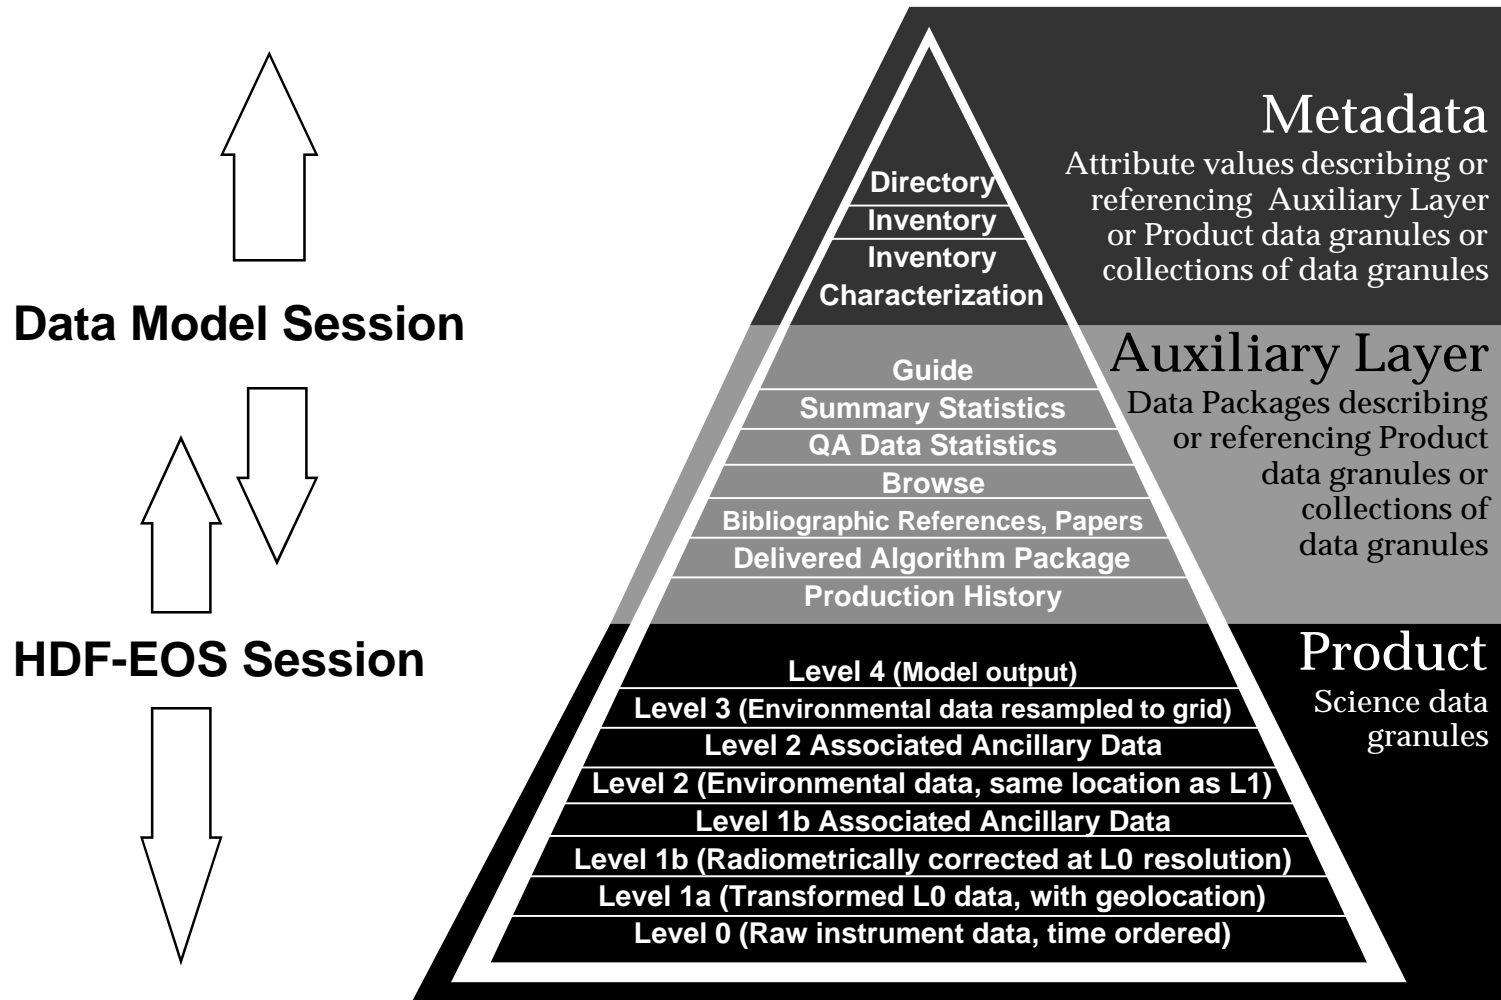 Data Model Session
HDF-EOS Session
Directory
Inventory
Inventory
Characterization
Guide
Summary Statistics
QA Data Statistics
Browse
Bibliographic References, Papers
Delivered Algorithm Package
Production History
Level 4 (Model output)
Level 3 (Environmental data resampled to grid)
Level 2 Associated Ancillary Data
Level 2 (Environmental data, same location as L1)
Level 1b Associated Ancillary Data
Level 1b (Radiometrically corrected at L0 resolution)
Level 1a (Transformed L0 data, with geolocation)
Level 0 (Raw instrument data, time ordered)
Metadata
Attribute values describing or
referencing Auxiliary Layer
or Product data granules or
collections of data granules
Auxiliary Layer
Data Packages describing
or referencing Product
data granules or
collections of
data granules
Product
Science data
granules